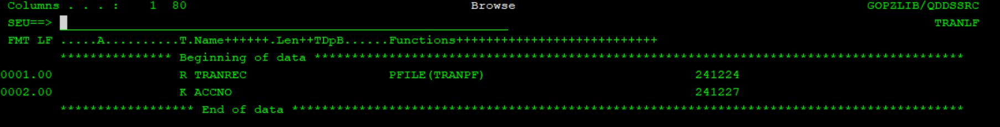 Columns . . . :    1  80                                      Browse                                               GOPZLIB/QDDSSRC
SEU==>                                                                                                                      TRANLF
FMT LF .....A..........T.Name++++++.Len++TDpB......Functions+++++++++++++++++++++++++++
*************** Beginning of data ***************************************************************************************
0001.00                 R TRANREC                   PFILE(TRANPF)                            241224
0002.00                 K ACCNO                                                              241227
****************** End of data ******************************************************************************************